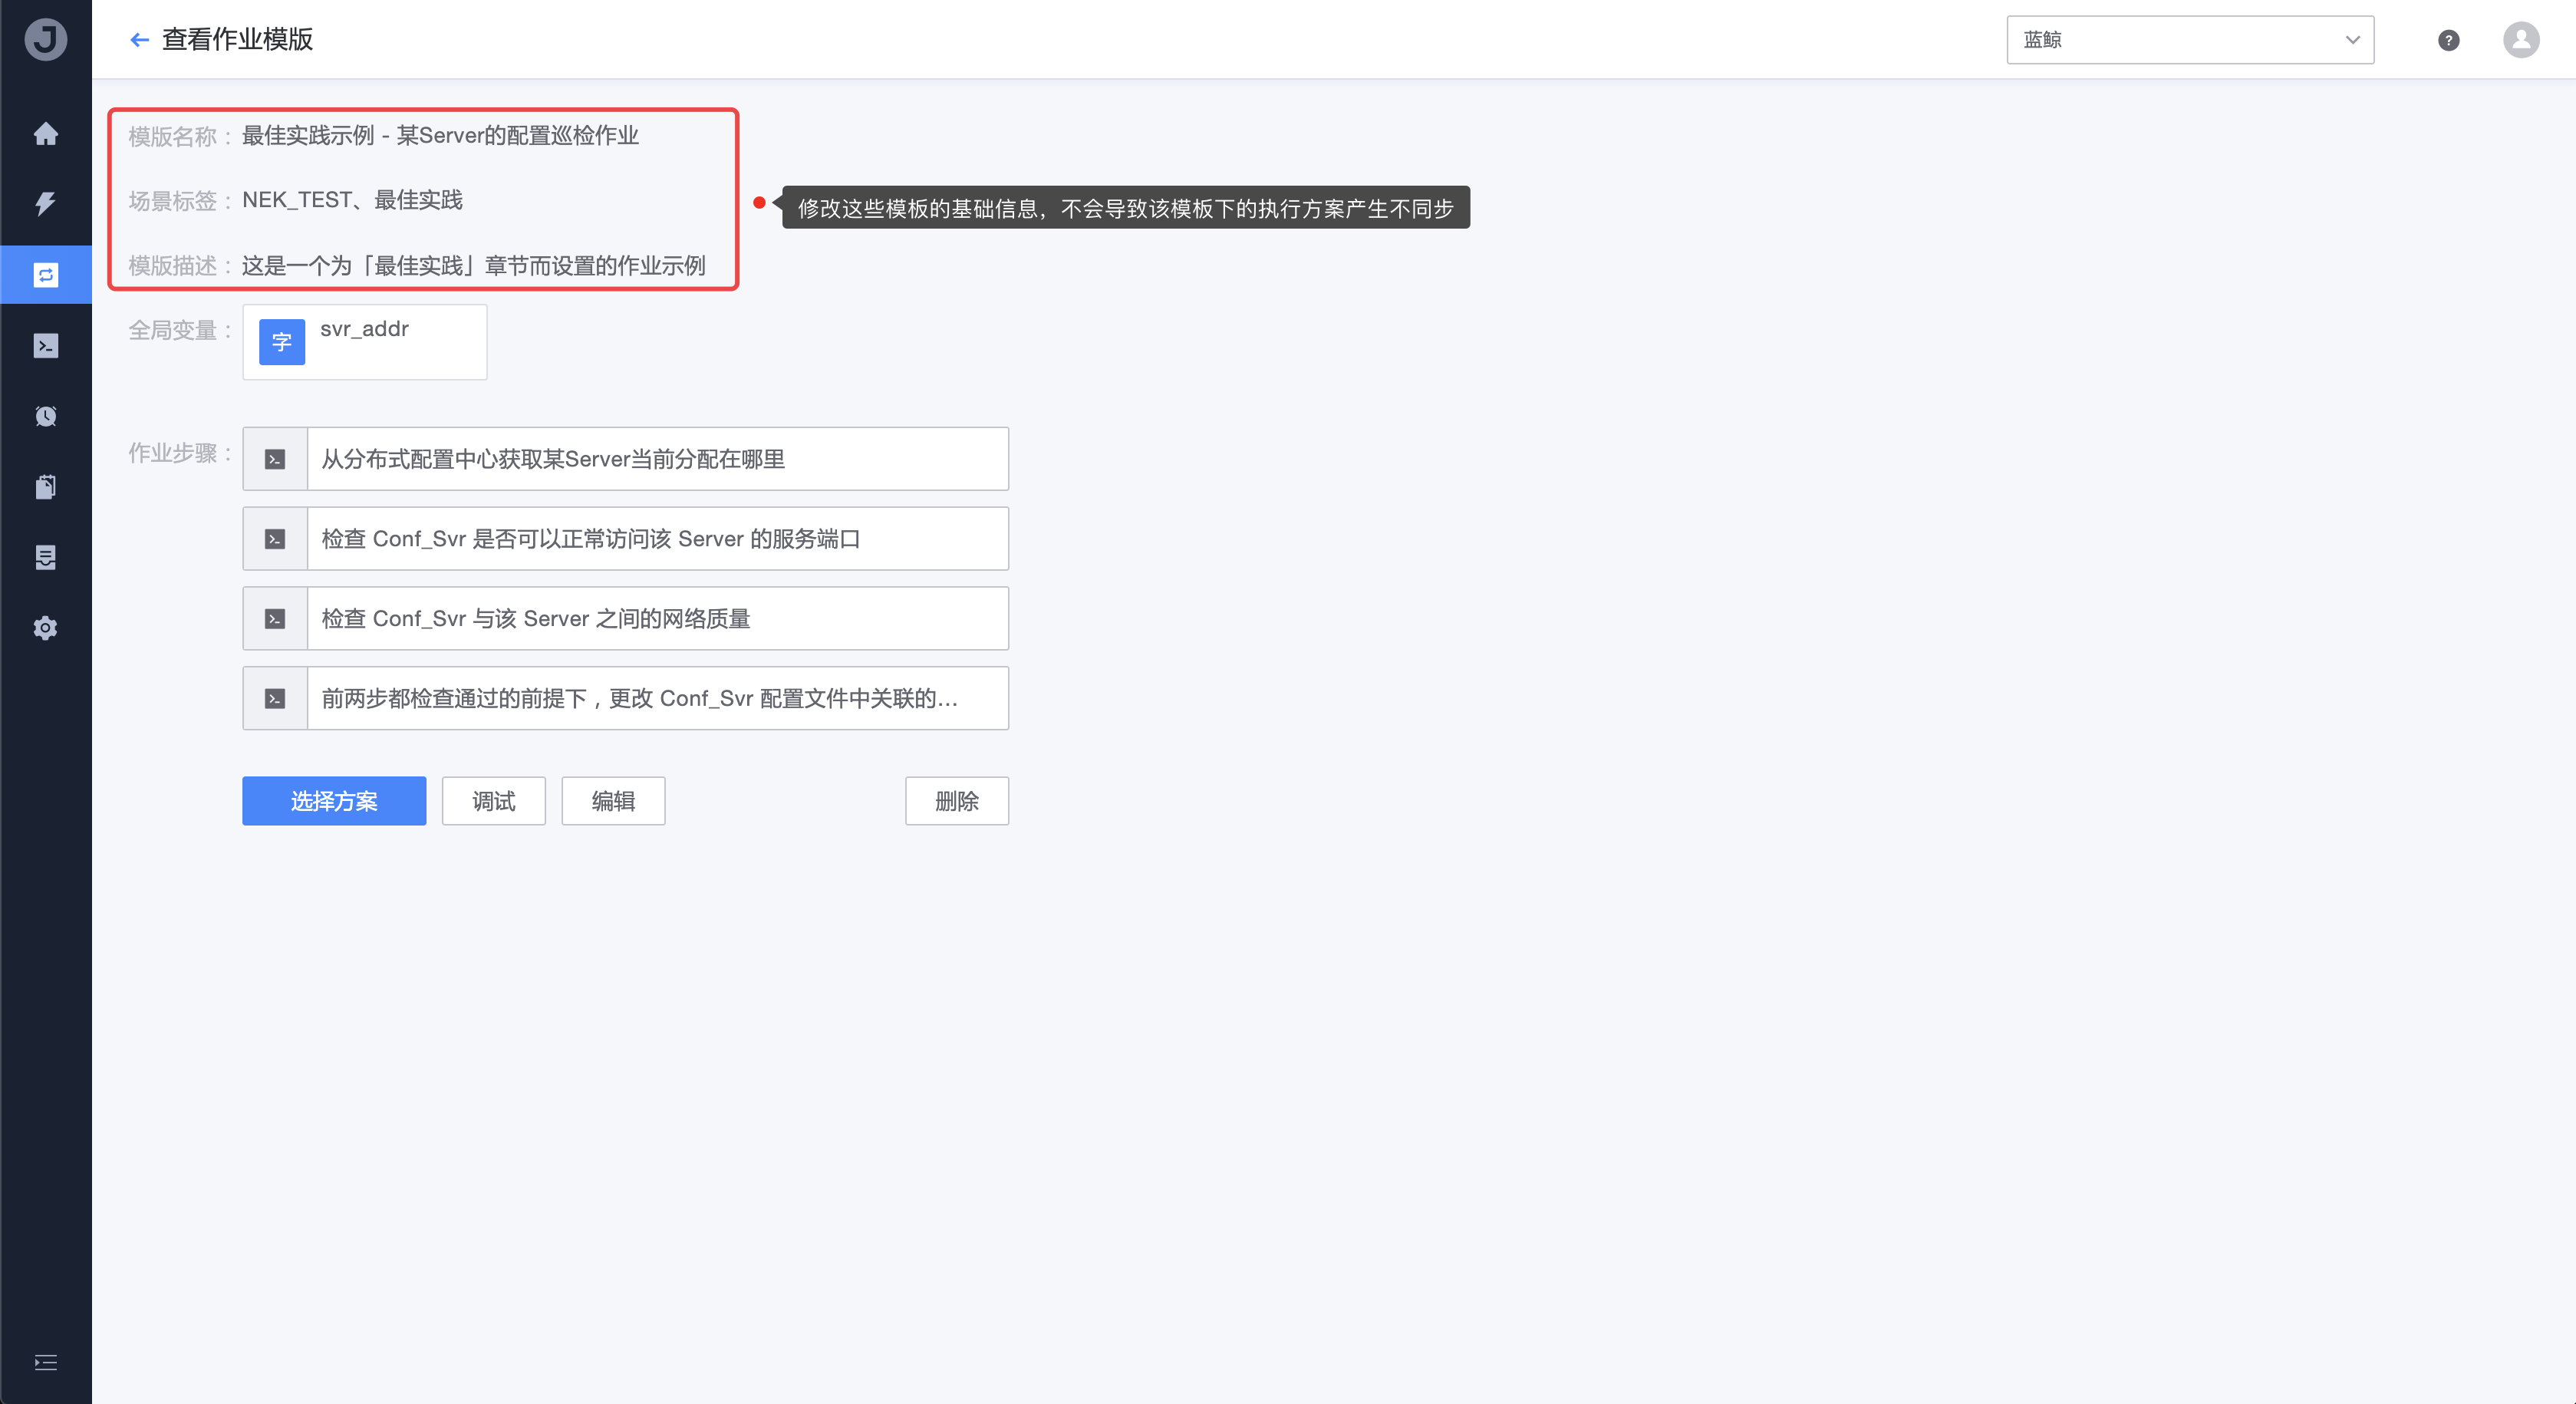 J
查看作业模版
蓝鲸
?
模版名称：最佳实践示例 - 某Server的配置巡检作业
场景标签：NEK_TEST、最佳实践
修改这些模板的基础信息，不会导致该模板下的执行方案产生不同步
模版描述：这是一个为「最佳实践」章节而设置的作业示例
全局变量：字 svr_addr
作业步骤：从分布式配置中心获取某Server当前分配在哪里
检查 Conf_Svr 是否可以正常访问该 Server 的服务端口
检查 Conf_Svr 与该 Server 之间的网络质量
前两步都检查通过的前提下，更改 Conf_Svr 配置文件中关联的...
选择方案 调试 编辑 删除